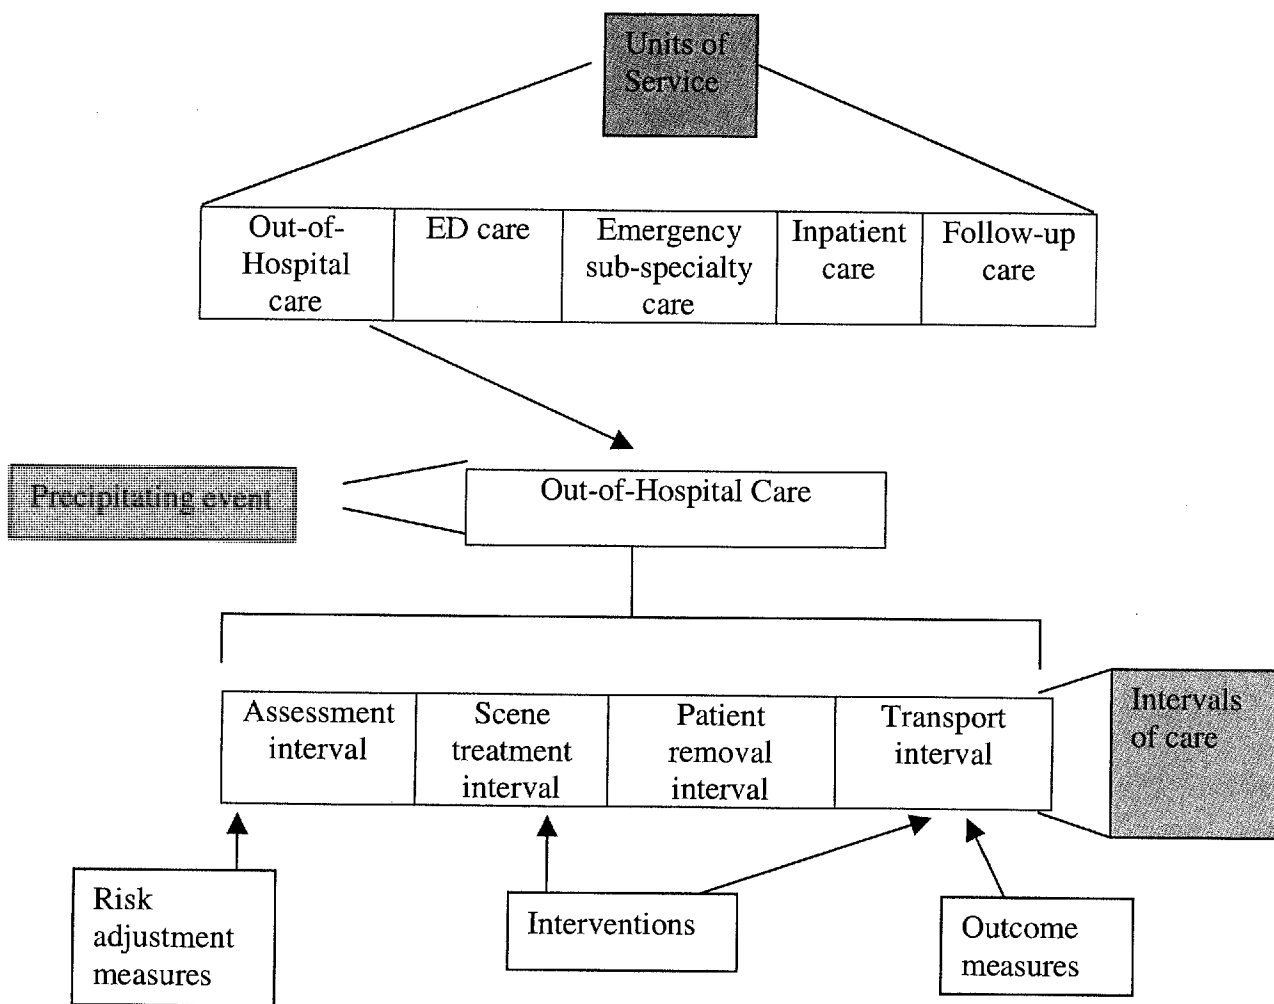 Units of
Service
Out-of-
Hospital
care
ED care
Emergency
sub-specialty
care
Inpatient
care
Follow-up
care
Precipitating event
Out-of-Hospital Care
Assessment
interval
Scene
treatment
interval
Patient
removal
interval
Transport
interval
Intervals
of care
Risk
adjustment
measures
Interventions
Outcome
measures